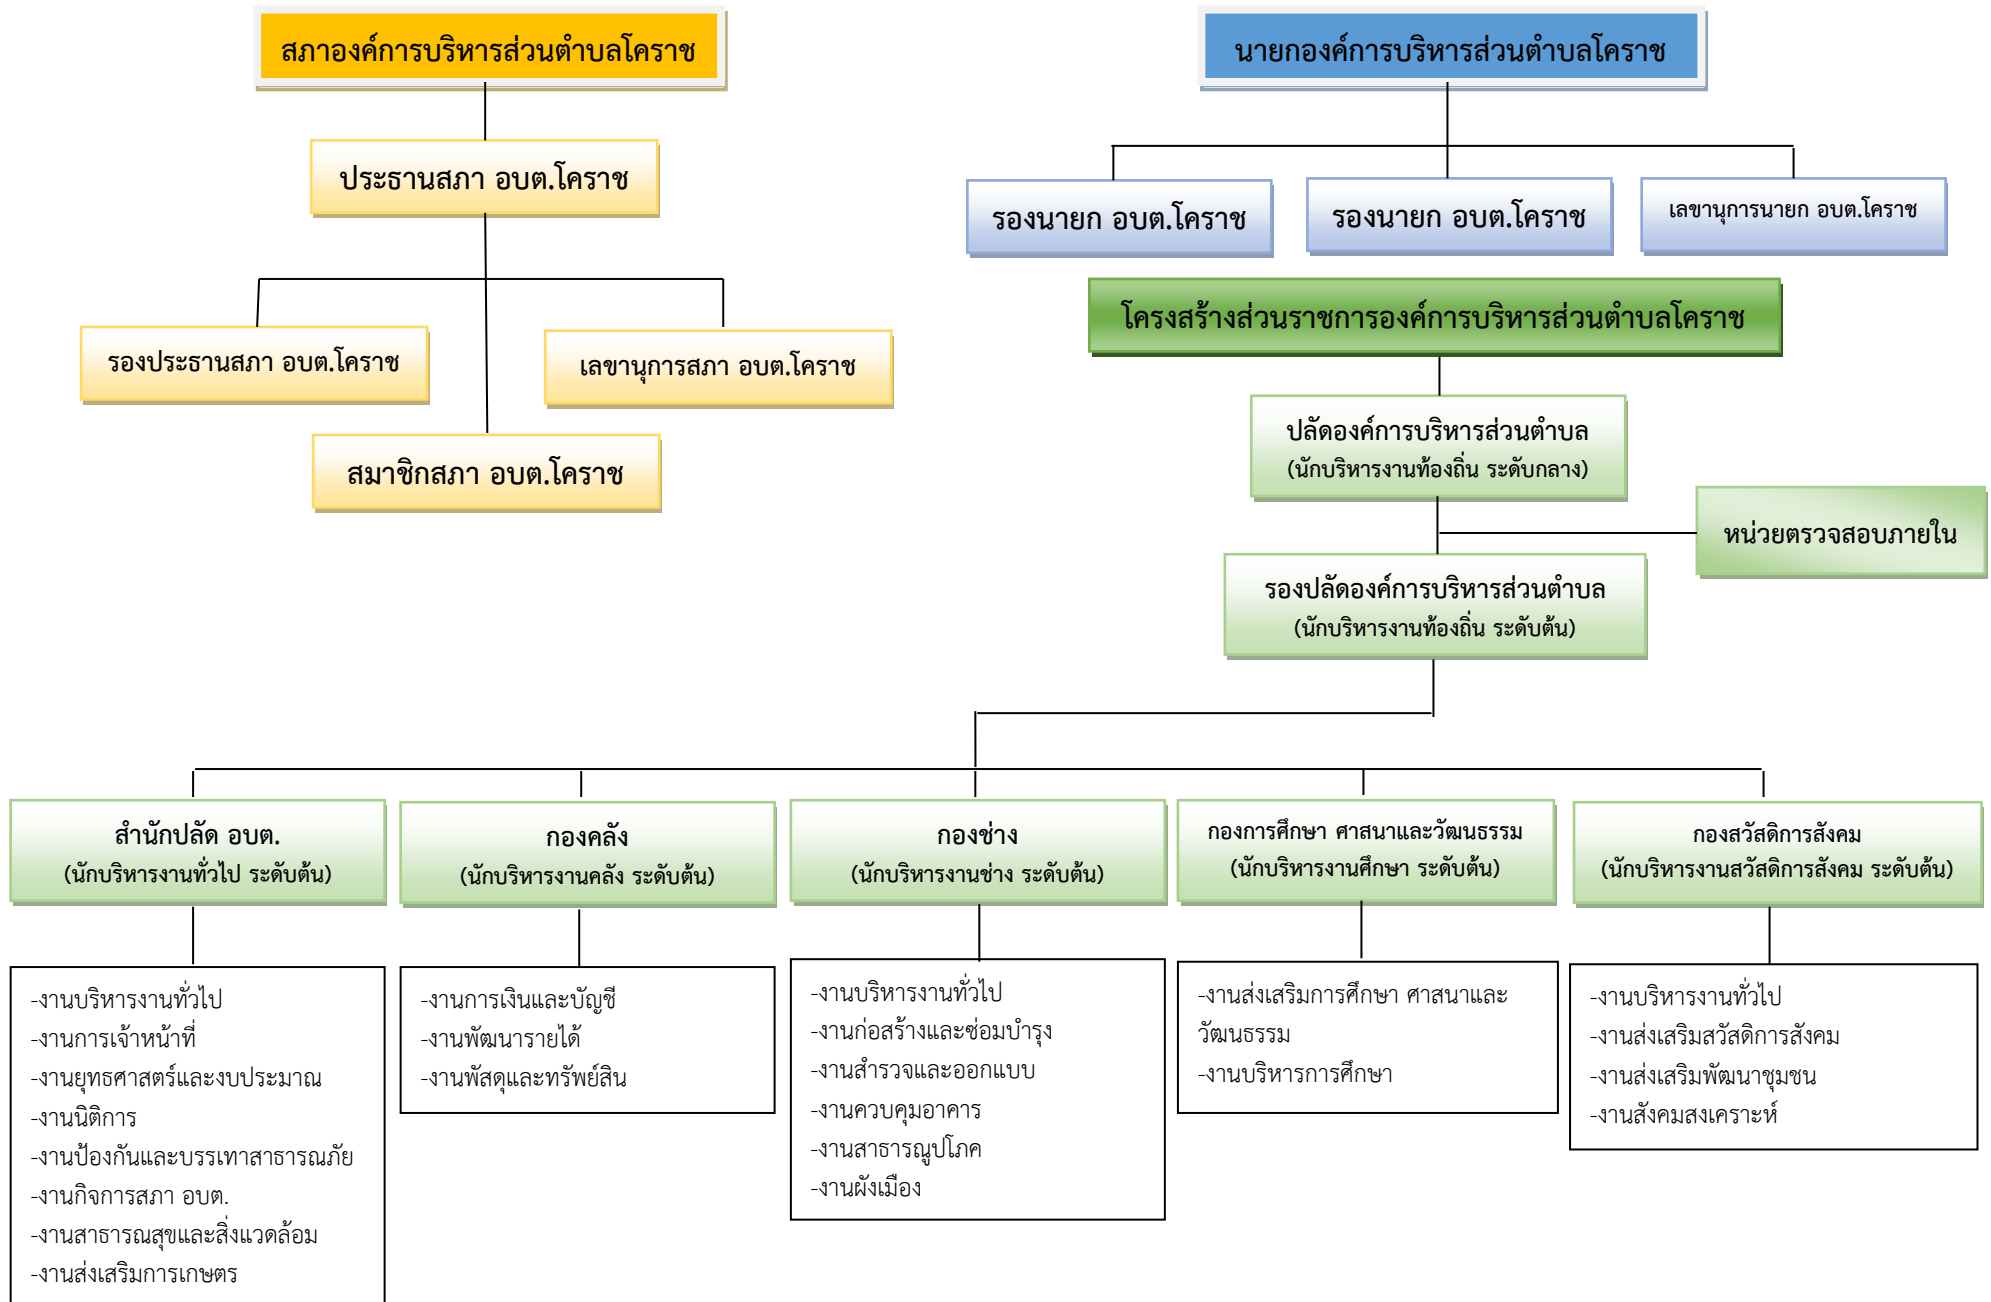 สภาองค์การบริหารส่วนตำบลโคราช
ประธานสภา อบต.โคราช
รองประธานสภา อบต.โคราช
เลขานุการสภา อบต.โคราช
สมาชิกสภา อบต.โคราช
นายกองค์การบริหารส่วนตำบลโคราช
รองนายก อบต.โคราช
รองนายก อบต.โคราช
เลขานุการนายก อบต.โคราช
โครงสร้างส่วนราชการองค์การบริหารส่วนตำบลโคราช
ปลัดองค์การบริหารส่วนตำบล
(นักบริหารงานท้องถิ่น ระดับกลาง)
หน่วยตรวจสอบภายใน
รองปลัดองค์การบริหารส่วนตำบล
(นักบริหารงานท้องถิ่น ระดับต้น)
สำนักปลัด อบต.
(นักบริหารงานทั่วไป ระดับต้น)
-งานบริหารงานทั่วไป
-งานการเจ้าหน้าที่
-งานยุทธศาสตร์และงบประมาณ
-งานนิติการ
-งานป้องกันและบรรเทาสาธารณภัย
-งานกิจการสภา อบต.
-งานสาธารณสุขและสิ่งแวดล้อม
-งานส่งเสริมการเกษตร
กองคลัง
(นักบริหารงานคลัง ระดับต้น)
-งานการเงินและบัญชี
-งานพัฒนารายได้
-งานพัสดุและทรัพย์สิน
กองช่าง
(นักบริหารงานช่าง ระดับต้น)
-งานบริหารงานทั่วไป
-งานก่อสร้างและซ่อมบำรุง
-งานสำรวจและออกแบบ
-งานควบคุมอาคาร
-งานสาธารณูปโภค
-งานผังเมือง
กองการศึกษา ศาสนาและวัฒนธรรม
(นักบริหารงานศึกษา ระดับต้น)
-งานส่งเสริมการศึกษา ศาสนาและ
วัฒนธรรม
-งานบริหารการศึกษา
กองสวัสดิการสังคม
(นักบริหารงานสวัสดิการสังคม ระดับต้น)
-งานบริหารงานทั่วไป
-งานส่งเสริมสวัสดิการสังคม
-งานส่งเสริมพัฒนาชุมชน
-งานสังคมสงเคราะห์